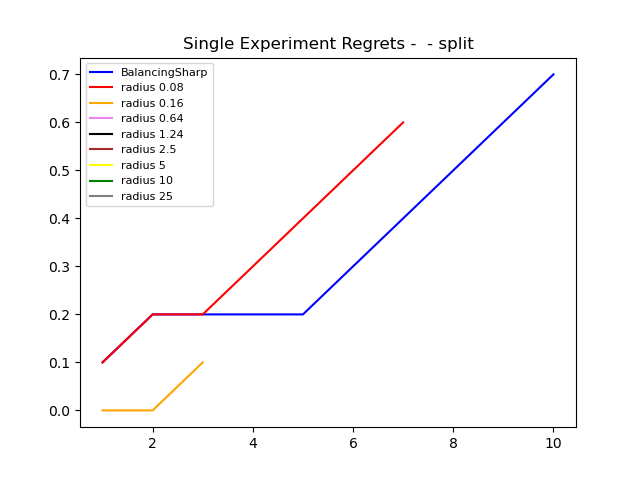 Single Experiment Regrets -  - split
BalancingSharp
radius 0.08
radius 0.16
radius 0.64
radius 1.24
radius 2.5
radius 5
radius 10
radius 25
0.7
0.6
0.5
0.4
0.3
0.2
0.1
0.0
2 4 6 8 10